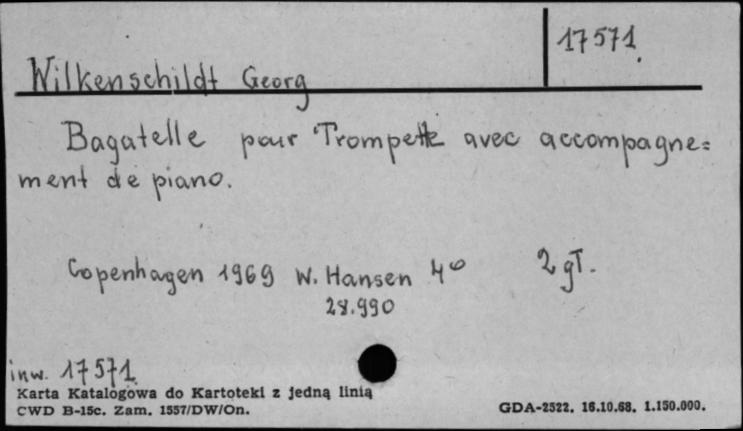 17571.
Wilkenschildt Georg
Bagatelle pour Trompette avec accompagne=
ment de piano.
Copenhagen 1969 W. Hansen 4° 2 gT.
28.990
inw. 17571.
Karta Katalogowa do Kartoteki z jedną linią
CWD B-15c. Zam. 1557/DW/On.
GDA-2522. 16.10.68. 1.150.000.